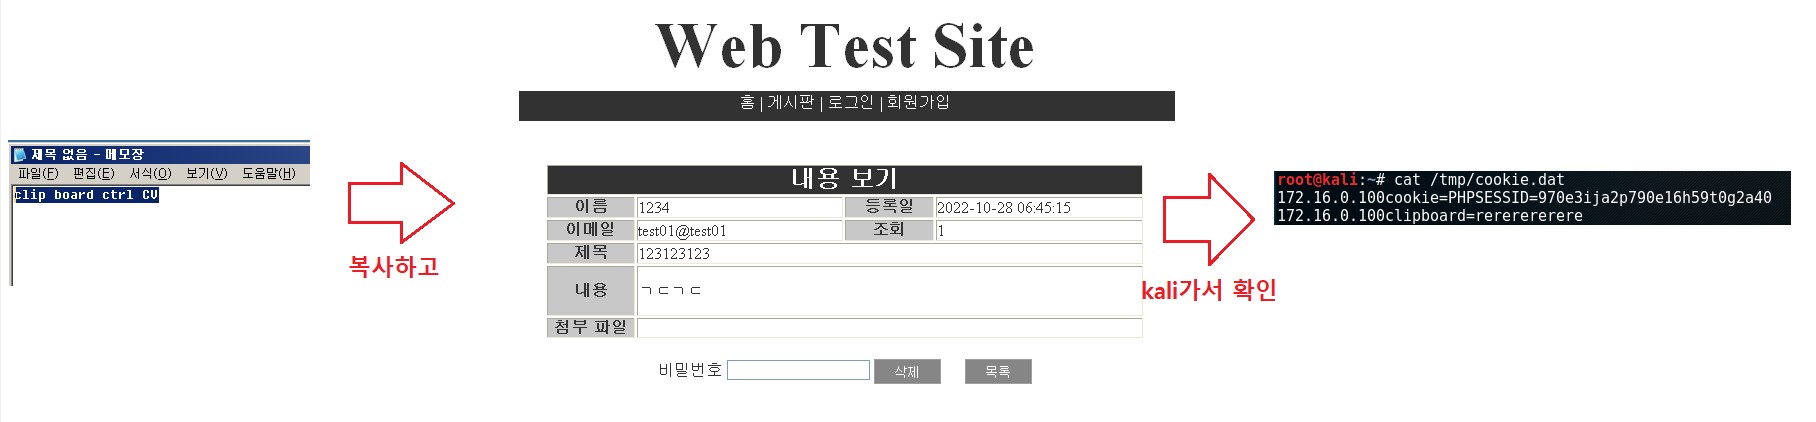 Web Test Site
홈 | 게시판 | 로그인 | 회원가입
제목 없음 - 메모장
파일(F) 편집(E) 서식(O) 보기(V) 도움말(H)
clip board ctrl CV
복사하고
내용 보기
이름 1234 등록일 2022-10-28 06:45:15
이메일 test01@test01 조회 1
제목 123123123
내용 ㄱㄷㄱㄷ
첨부 파일
비밀번호 삭제 목록
root@kali:~# cat /tmp/cookie.dat
172.16.0.100cookie=PHPSESSID=970e3ija2p790e16h59t0g2a40
172.16.0.100clipboard=rererererere
kali가서 확인